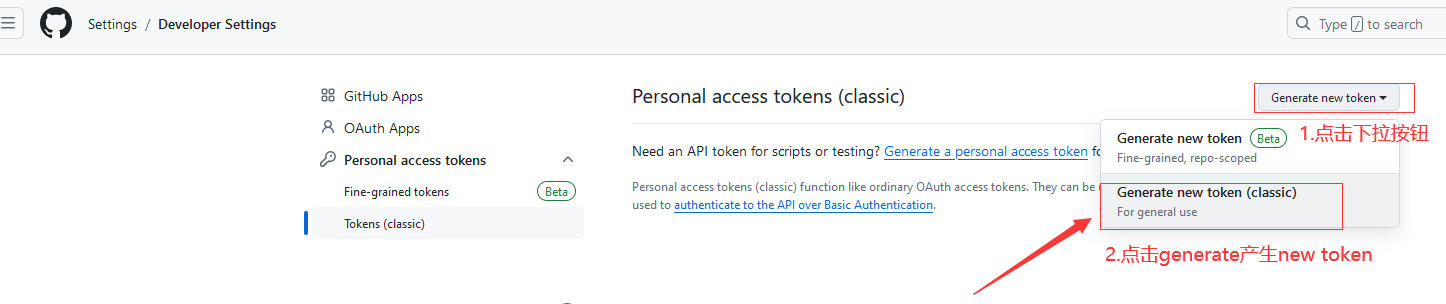 Settings / Developer Settings
Type / to search
GitHub Apps
OAuth Apps
Personal access tokens
Fine-grained tokens Beta
Tokens (classic)
Personal access tokens (classic)
Generate new token
Need an API token for scripts or testing? Generate a personal access token
Personal access tokens (classic) function like ordinary OAuth access tokens. They can be
used to authenticate to the API over Basic Authentication.
Generate new token Beta
Fine-grained, repo-scoped
Generate new token (classic)
For general use
1.点击下拉按钮
2.点击generate产生new token